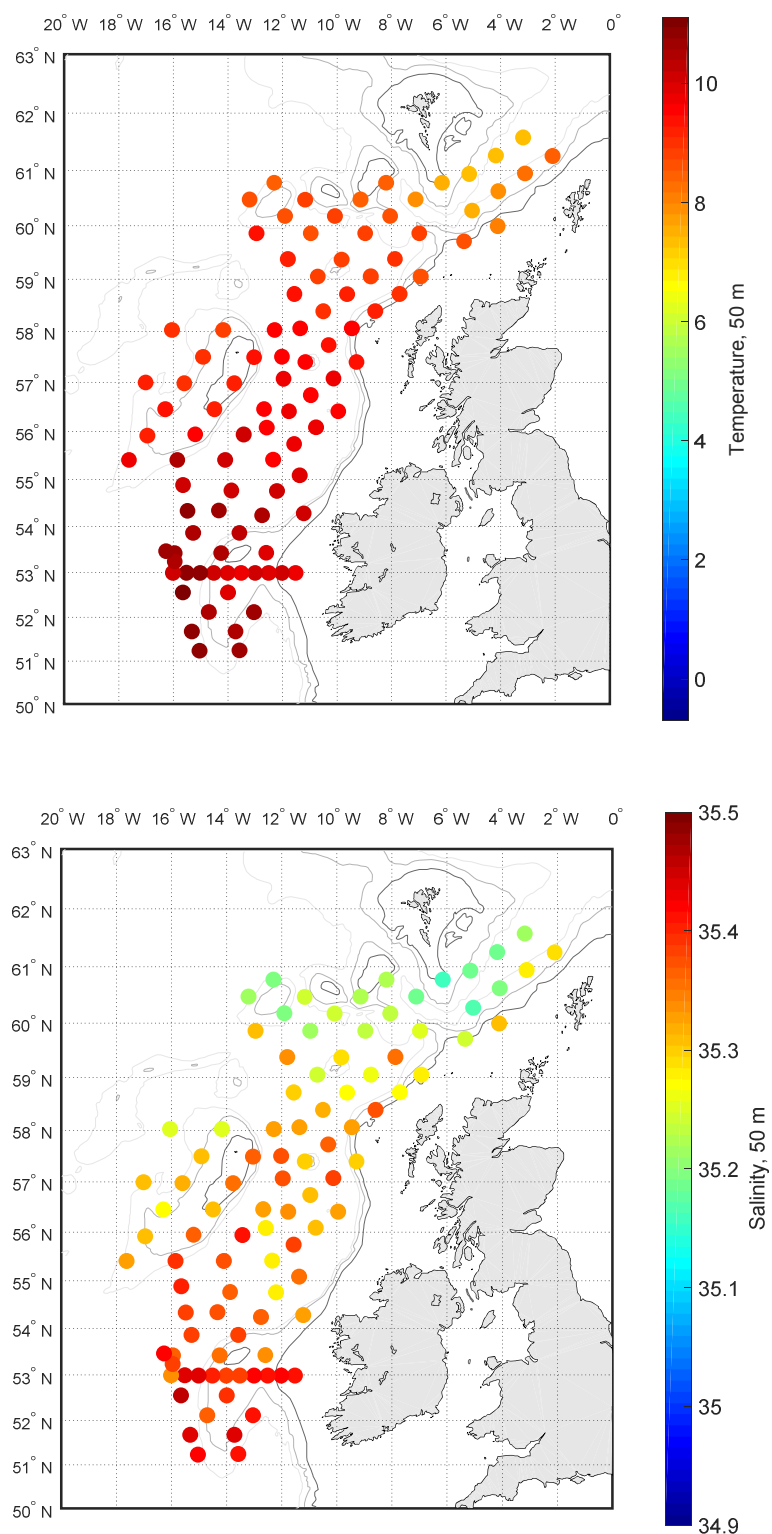 20° W 18° W 16° W 14° W 12° W 10° W 8° W 6° W 4° W 2° W 0°
63° N
62° N
61° N
60° N
59° N
58° N
57° N
56° N
55° N
54° N
53° N
52° N
51° N
50° N
10
8
6
4
2
0
Temperature, 50 m
20° W 18° W 16° W 14° W 12° W 10° W 8° W 6° W 4° W 2° W 0°
63° N
62° N
61° N
60° N
59° N
58° N
57° N
56° N
55° N
54° N
53° N
52° N
51° N
50° N
35.5
35.4
35.3
35.2
35.1
35
34.9
Salinity, 50 m